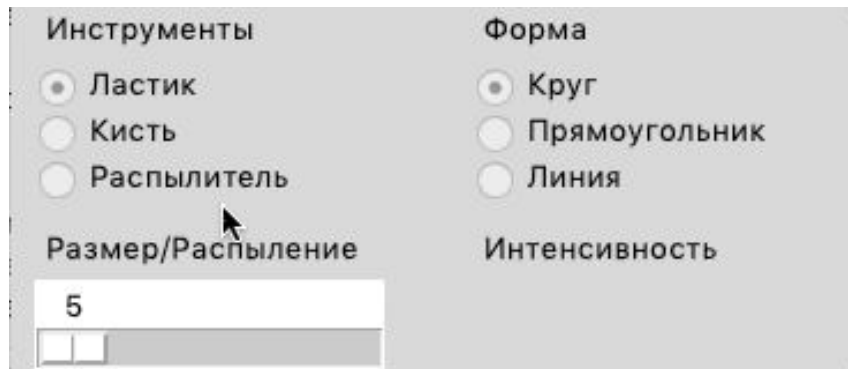 Инструменты
Форма
Ластик
Круг
Кисть
Прямоугольник
Распылитель
Линия
Размер/Распыление
Интенсивность
5